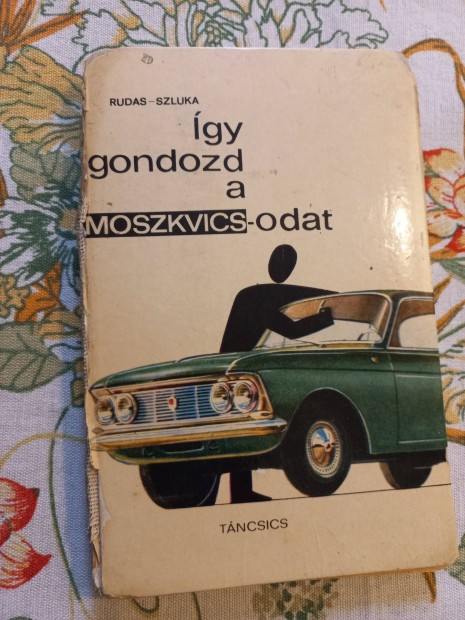 RUDAS-SZLUKA
Így
gondozd
a
MOSZKVICS-odat
TÁNCSICS